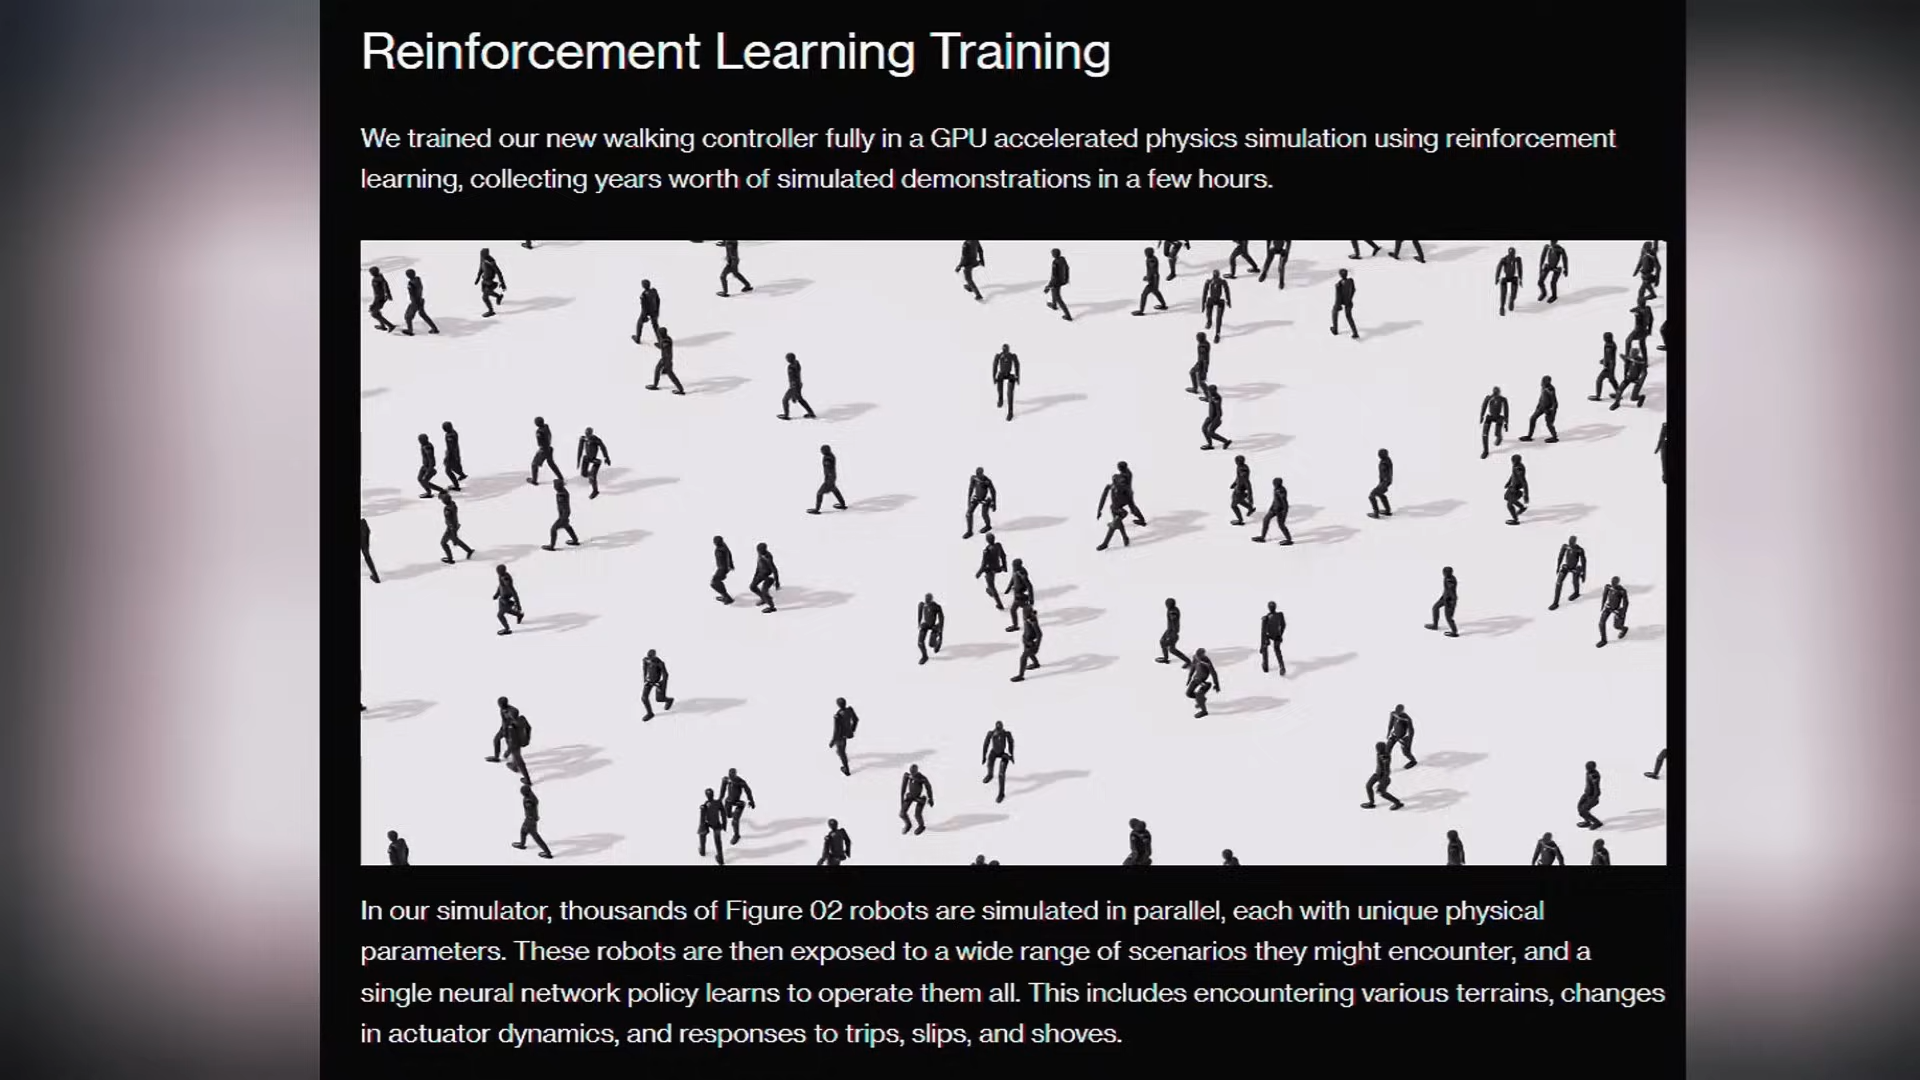 Reinforcement Learning Training
We trained our new walking controller fully in a GPU accelerated physics simulation using reinforcement
learning, collecting years worth of simulated demonstrations in a few hours.
In our simulator, thousands of Figure 02 robots are simulated in parallel, each with unique physical
parameters. These robots are then exposed to a wide range of scenarios they might encounter, and a
single neural network policy learns to operate them all. This includes encountering various terrains, changes
in actuator dynamics, and responses to trips, slips, and shoves.